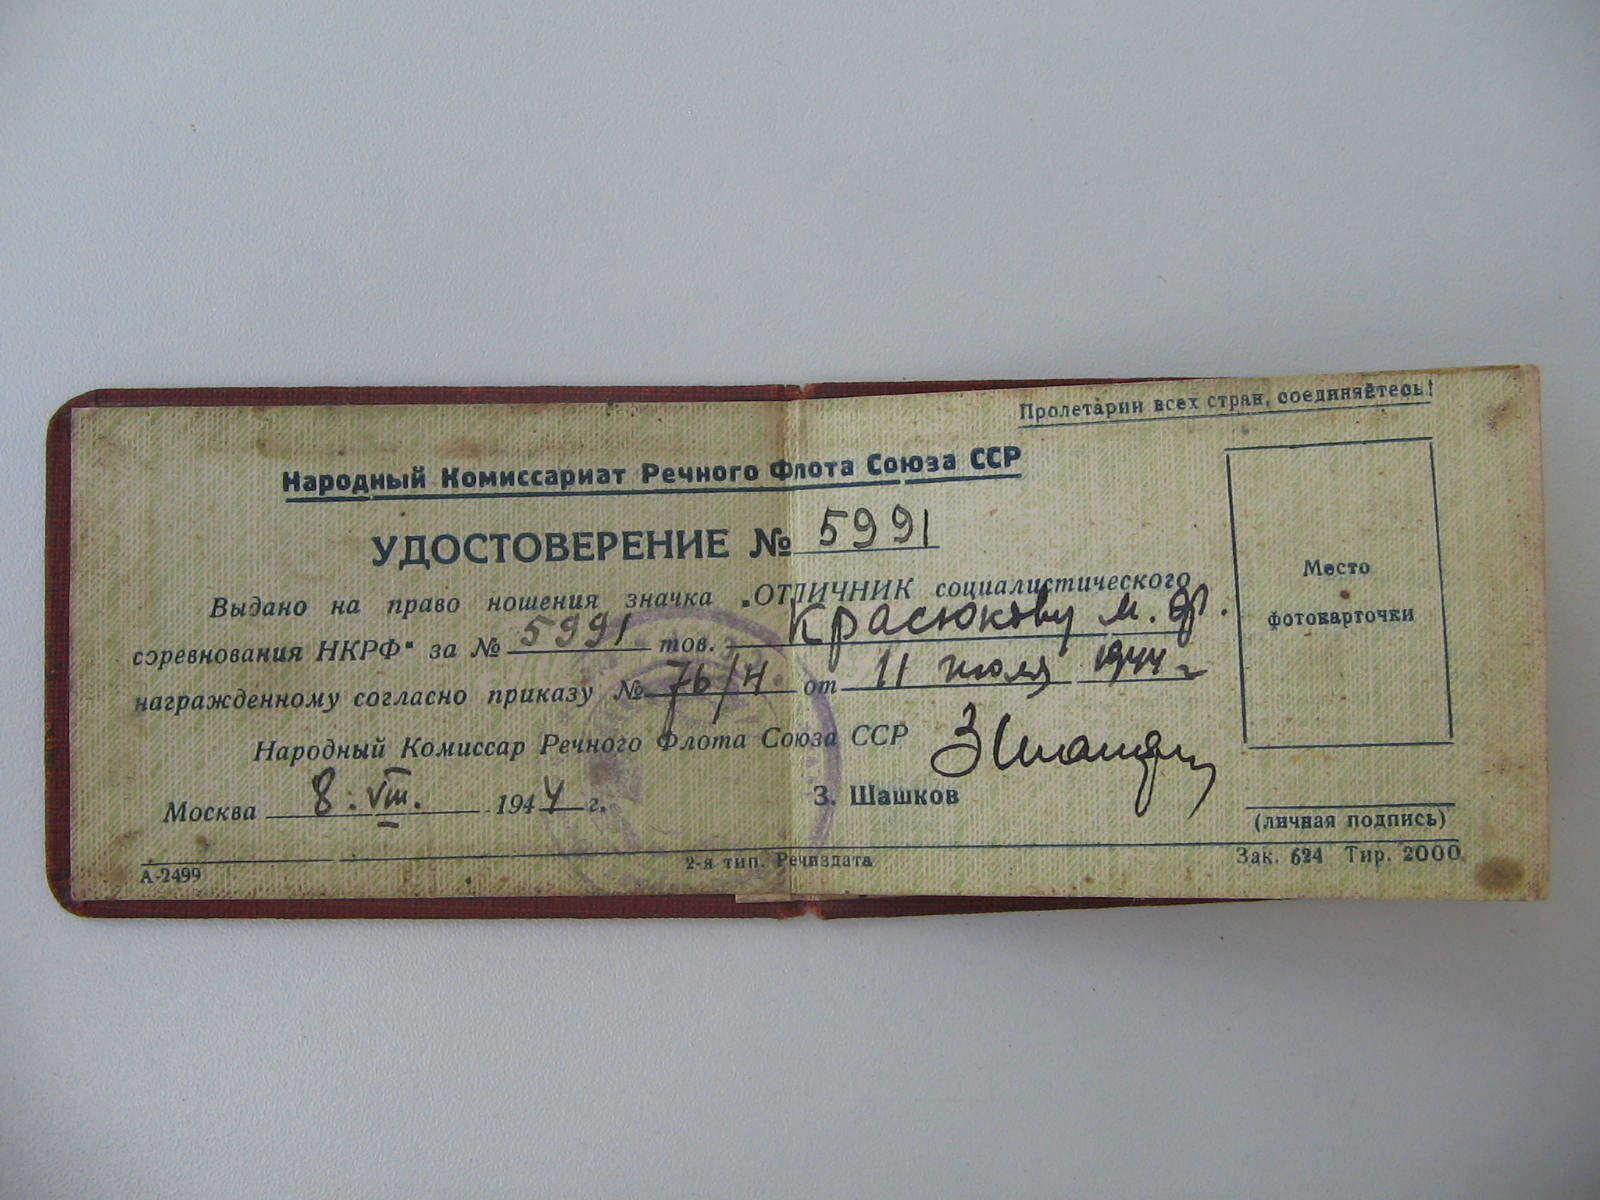 Пролетарии всех стран, соединяйтесь!
Народный Комиссариат Речного Флота Союза ССР
УДОСТОВЕРЕНИЕ № 5991
Выдано на право ношения значка „ОТЛИЧНИК социалистического
соревнования НКРФ" за № 5991 тов. Красюкову М. Ф.
награжденному согласно приказу № 76/Н от 11 июля 1944 г
Народный Комиссар Речного Флота Союза ССР
Москва 8.VIII. 1944 г.
З. Шашков
Место
фотокарточки
(личная подпись)
А-2499
2-я тип. Речиздата
Зак. 624 Тир. 2000